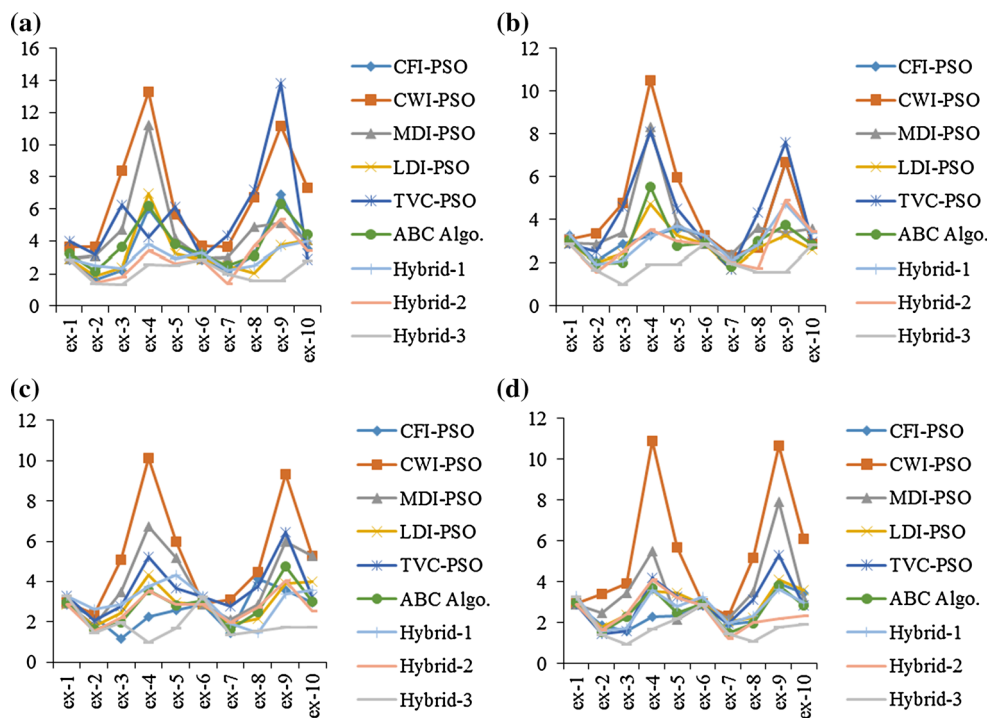 (a)
16
14
12
10
8
6
4
2
0
ex-1
ex-2
ex-3
ex-4
ex-5
ex-6
ex-7
ex-8
ex-9
ex-10
CFI-PSO
CWI-PSO
MDI-PSO
LDI-PSO
TVC-PSO
ABC Algo.
Hybrid-1
Hybrid-2
Hybrid-3
(b)
12
10
8
6
4
2
0
ex-1
ex-2
ex-3
ex-4
ex-5
ex-6
ex-7
ex-8
ex-9
ex-10
CFI-PSO
CWI-PSO
MDI-PSO
LDI-PSO
TVC-PSO
ABC Algo.
Hybrid-1
Hybrid-2
Hybrid-3
(c)
12
10
8
6
4
2
0
ex-1
ex-2
ex-3
ex-4
ex-5
ex-6
ex-7
ex-8
ex-9
ex-10
CFI-PSO
CWI-PSO
MDI-PSO
LDI-PSO
TVC-PSO
ABC Algo.
Hybrid-1
Hybrid-2
Hybrid-3
(d)
12
10
8
6
4
2
0
ex-1
ex-2
ex-3
ex-4
ex-5
ex-6
ex-7
ex-8
ex-9
ex-10
CFI-PSO
CWI-PSO
MDI-PSO
LDI-PSO
TVC-PSO
ABC Algo.
Hybrid-1
Hybrid-2
Hybrid-3